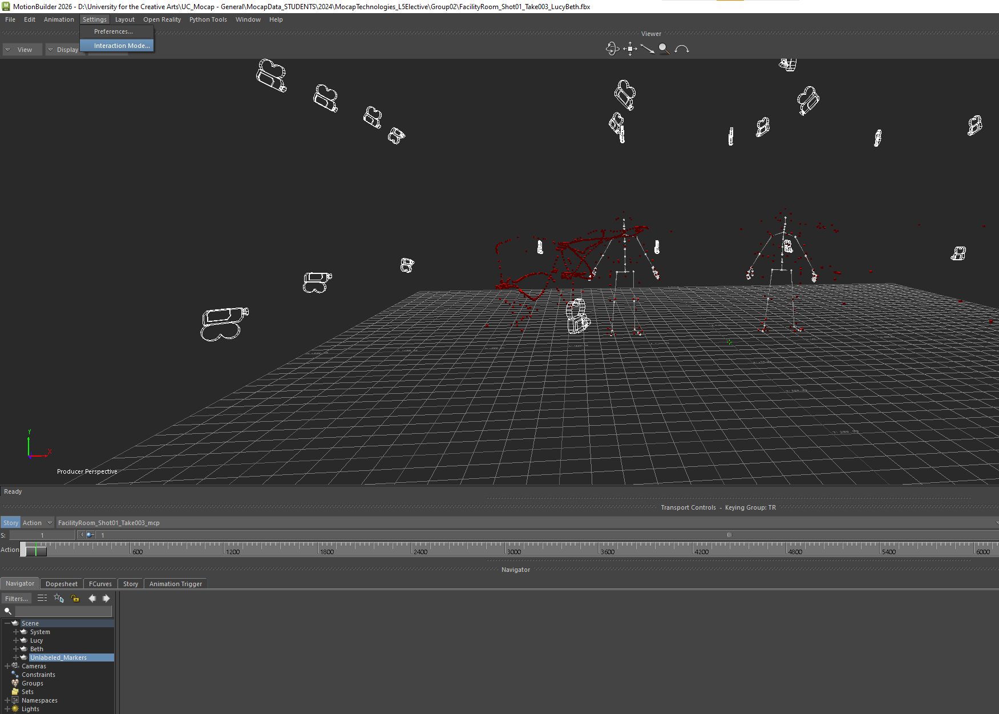 MotionBuilder 2026 - D:\University for the Creative Arts\UC_Mocap - General\MocapData_STUDENTS\2024\MocapTechnologies_L5Elective\Group02\FacilityRoom_Shot01_Take003_LucyBeth.fbx
File Edit Animation Settings Layout Open Reality Python Tools Window Help
Preferences...
Interaction Mode...
Viewer
View Display
Y
X
Producer Perspective
Ready
Transport Controls - Keying Group: TR
Story Action FacilityRoom_Shot01_Take003_mcp
S: 1 1
Action 600 1200 1800 2400 3000 3600 4200 4800 5400 6000
Navigator
Navigator Dopesheet FCurves Story Animation Trigger
Filters...
Scene
System
Lucy
Beth
Unlabeled_Markers
Cameras
Constraints
Groups
Sets
Namespaces
Lights